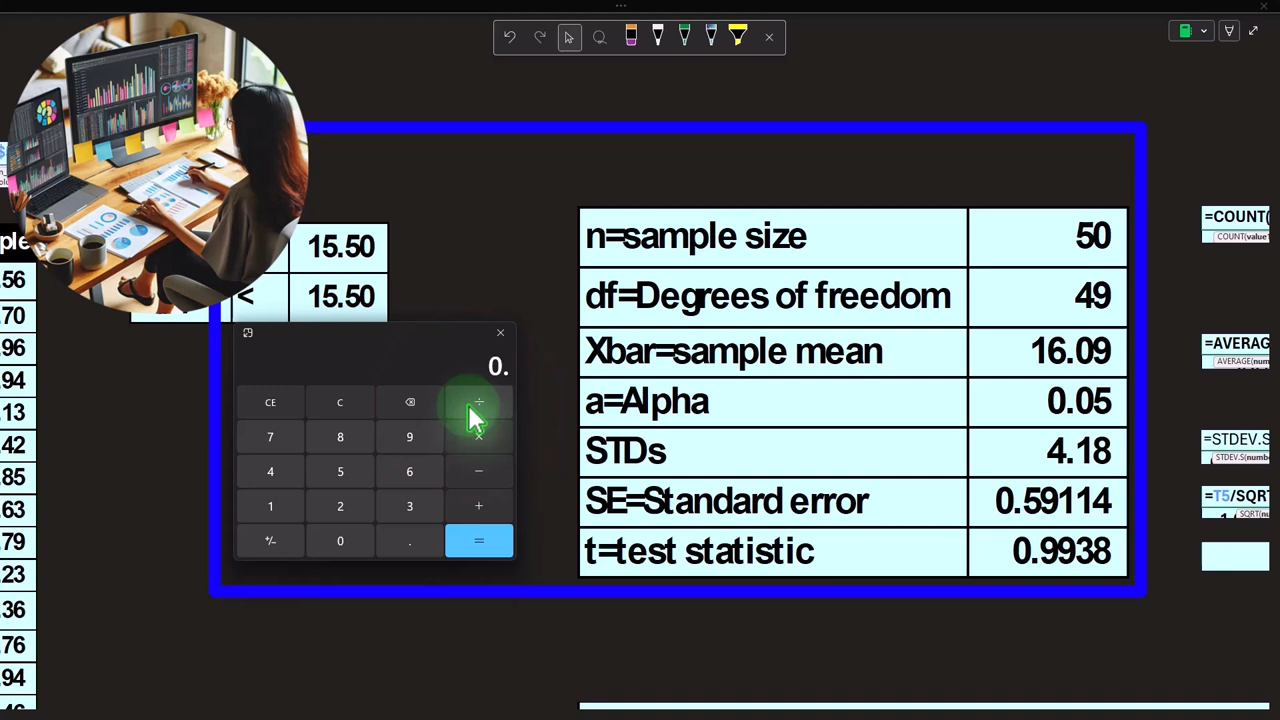 15.50
< 15.50
ple
.56
.70
.96
.94
.13
.42
.85
.63
.79
.23
.36
.76
.94
0.
CE C ÷
7 8 9 ×
4 5 6 −
1 2 3 +
+/− 0 . =
n=sample size 50
df=Degrees of freedom 49
Xbar=sample mean 16.09
a=Alpha 0.05
STDs 4.18
SE=Standard error 0.59114
t=test statistic 0.9938
=COUNT(
COUNT(value
=AVERAG
AVERAGE(num
=STDEV.S
STDEV.S(numb
=T5/SQRT
SQRT(nu